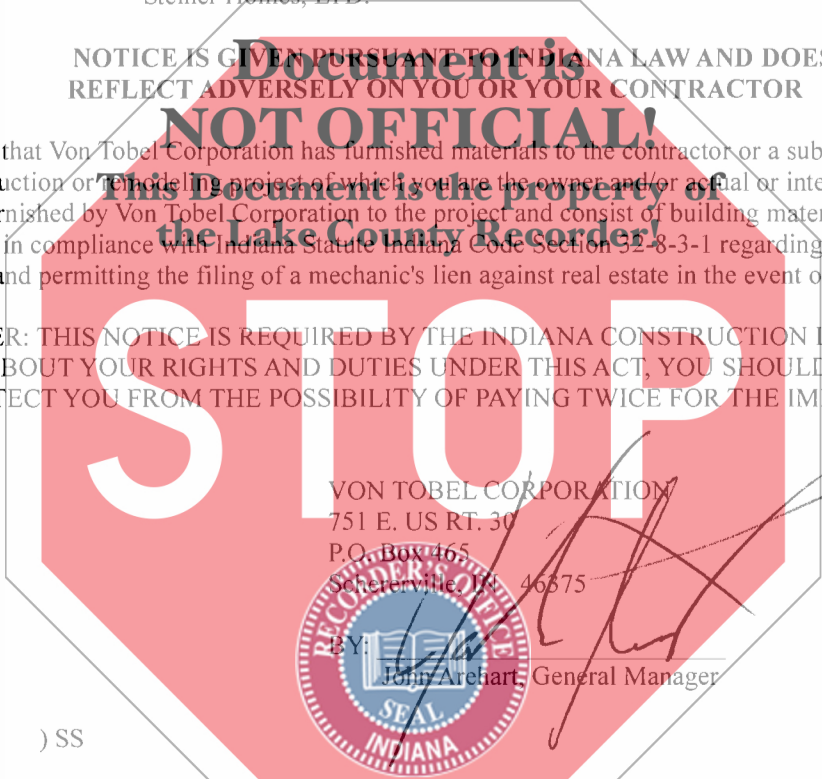 Steiner Homes, LTD.
NOTICE IS GIVEN PURSUANT TO INDIANA LAW AND DOES
REFLECT ADVERSELY ON YOU OR YOUR CONTRACTOR
Document is
NOT OFFICIAL!
This Document is the property of
the Lake County Recorder!
that Von Tobel Corporation has furnished materials to the contractor or a sub
uction or remodeling project of which you are the owner and/or actual or inte
rnished by Von Tobel Corporation to the project and consist of building mater
in compliance with Indiana Statute Indiana Code Section 32-8-3-1 regarding
and permitting the filing of a mechanic's lien against real estate in the event o
ER: THIS NOTICE IS REQUIRED BY THE INDIANA CONSTRUCTION L
BOUT YOUR RIGHTS AND DUTIES UNDER THIS ACT, YOU SHOULD
TECT YOU FROM THE POSSIBILITY OF PAYING TWICE FOR THE IM
STOP
VON TOBEL CORPORATION
751 E. US RT. 30
P.O. Box 465
Schererville, IN 46375
BY:
John Arehart, General Manager
RECORDER'S OFFICE
SEAL
INDIANA
) SS